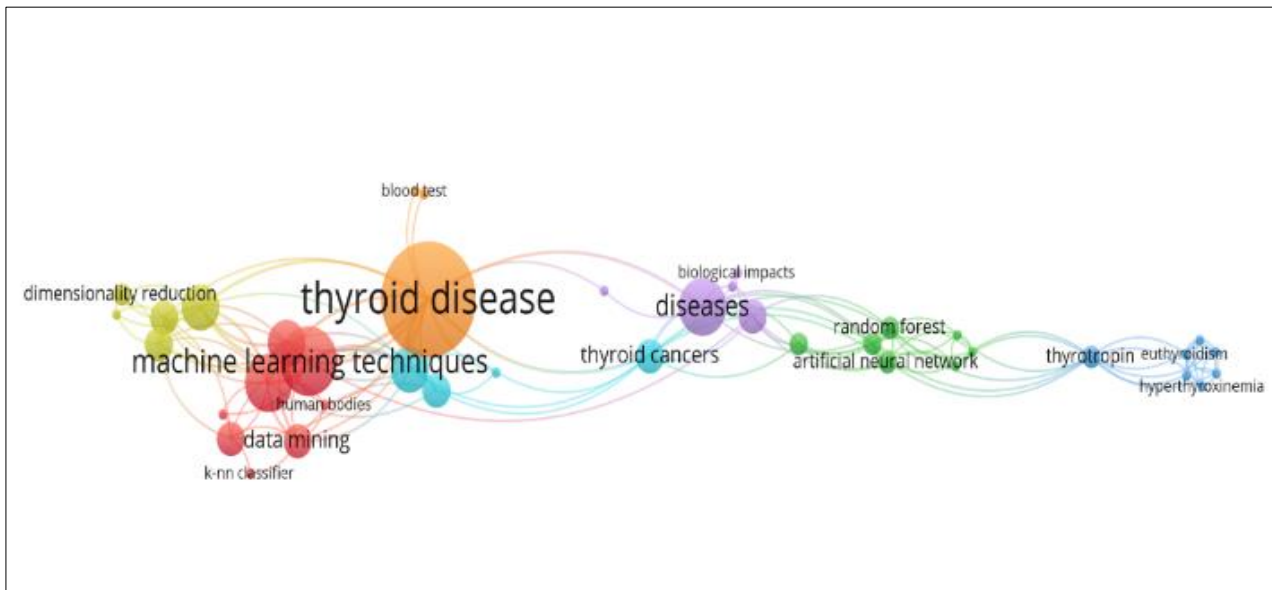 blood test
biological impacts
dimensionality reduction
thyroid disease
diseases
random forest
thyroid cancers
thyrotropin
euthyroidism
machine learning techniques
artificial neural network
hyperthyroxinemia
human bodies
data mining
k-nn classifier